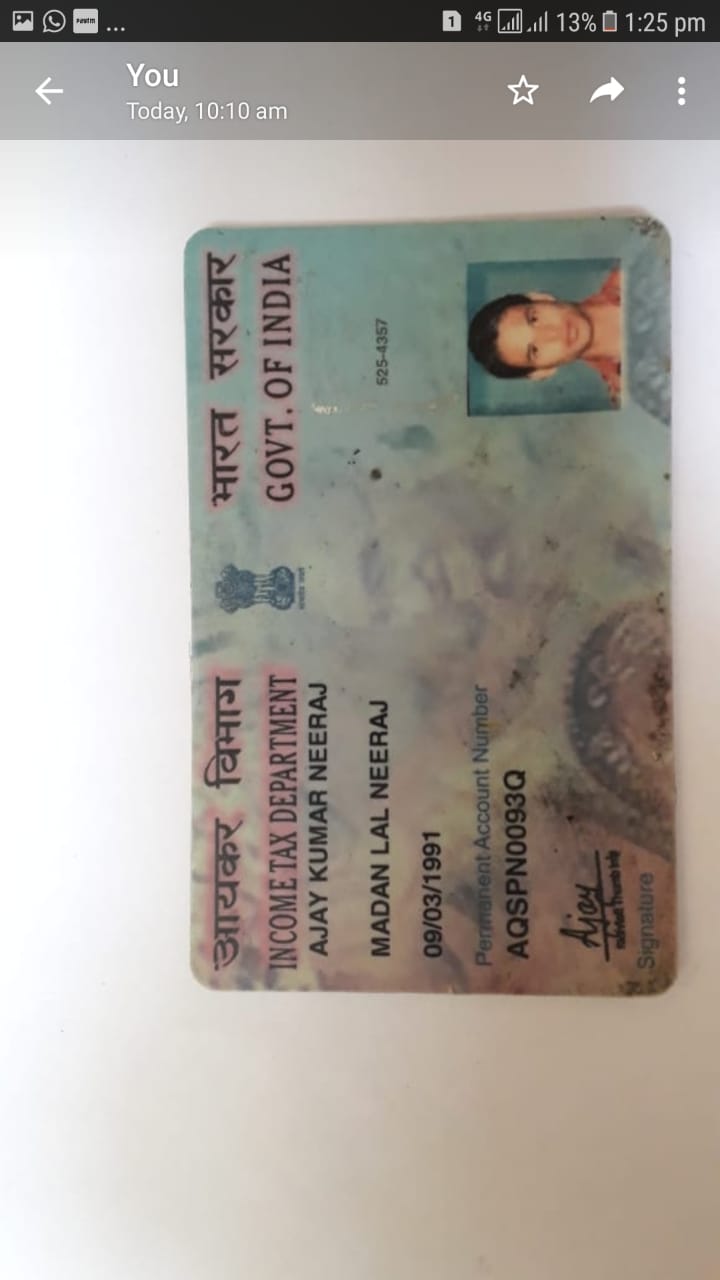 1 4G 13% 1:25 pm
You
Today, 10:10 am
आयकर विभाग भारत सरकार
INCOME TAX DEPARTMENT GOVT. OF INDIA
AJAY KUMAR NEERAJ
MADAN LAL NEERAJ
525-4357
09/03/1991
Permanent Account Number
AQSPN0093Q
Ajay
Signature